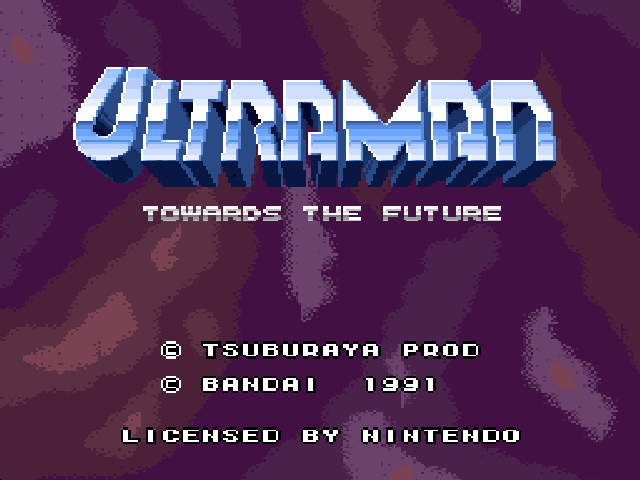 ULTRAMAN
TOWARDS THE FUTURE
© TSUBURAYA PROD
© BANDAI 1991
LICENSED BY NINTENDO